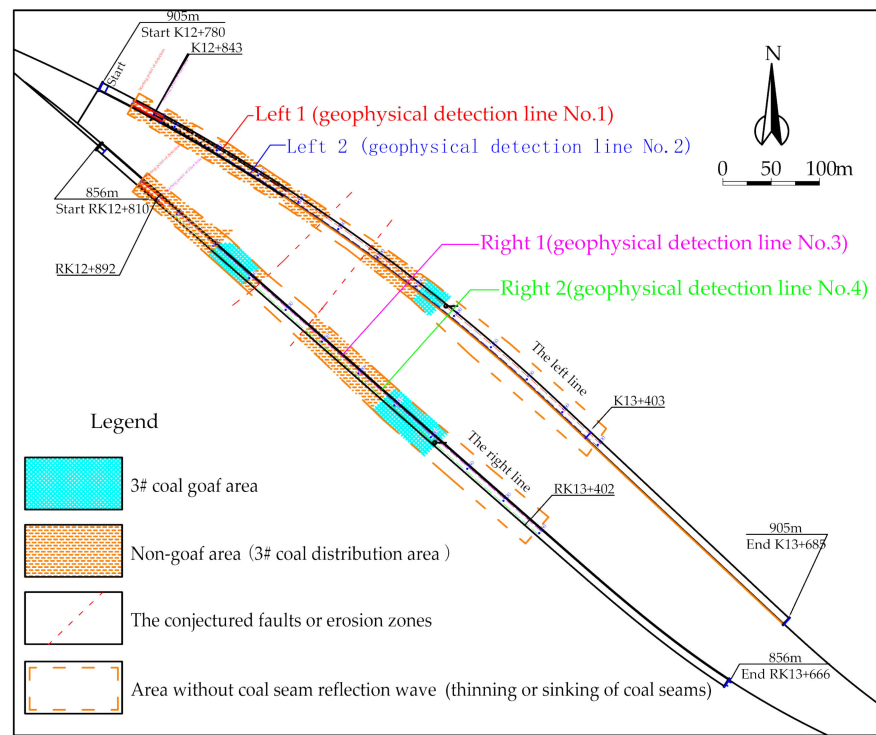 905m
Start K12+780
K12+843
Start
N
Left 1 (geophysical detection line No.1)
Left 2 (geophysical detection line No.2)
0 50 100m
856m
Start RK12+810
RK12+892
Right 1(geophysical detection line No.3)
Right 2(geophysical detection line No.4)
The left line
K13+403
The right line
RK13+402
905m
End K13+685
856m
End RK13+666
Legend
3# coal goaf area
Non-goaf area (3# coal distribution area )
The conjectured faults or erosion zones
Area without coal seam reflection wave (thinning or sinking of coal seams)